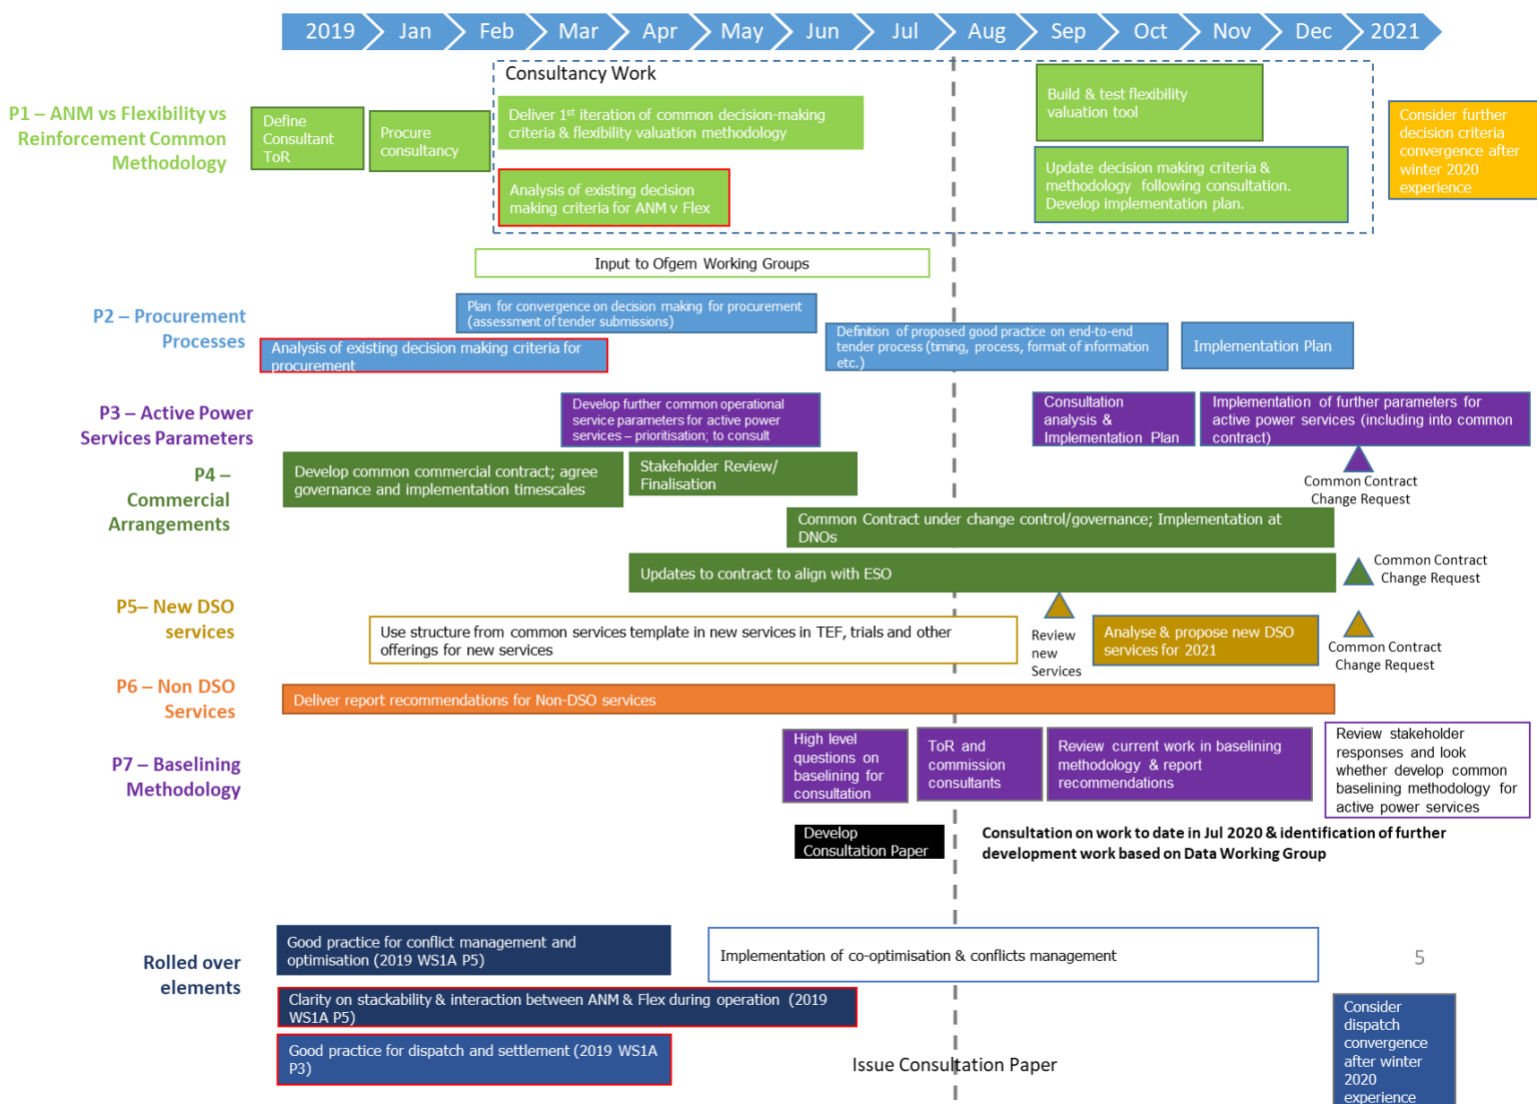 2019 Jan Feb Mar Apr May Jun Jul Aug Sep Oct Nov Dec 2021
P1 – ANM vs Flexibility vs
Reinforcement Common
Methodology
Define
Consultant
ToR
Procure
consultancy
Consultancy Work
Deliver 1st iteration of common decision-making
criteria & flexibility valuation methodology
Analysis of existing decision
making criteria for ANM v Flex
Build & test flexibility
valuation tool
Update decision making criteria &
methodology following consultation.
Develop implementation plan.
Consider further
decision criteria
convergence after
winter 2020
experience
Input to Ofgem Working Groups
P2 – Procurement
Processes
Plan for convergence on decision making for procurement
(assessment of tender submissions)
Analysis of existing decision making criteria for
procurement
Definition of proposed good practice on end-to-end
tender process (timing, process, format of information
etc.)
Implementation Plan
P3 – Active Power
Services Parameters
Develop further common operational
service parameters for active power
services – prioritisation; to consult
Consultation
analysis &
Implementation Plan
Implementation of further parameters for
active power services (including into common
contract)
Common Contract
Change Request
P4 –
Commercial
Arrangements
Develop common commercial contract; agree
governance and implementation timescales
Stakeholder Review/
Finalisation
Common Contract under change control/governance; Implementation at
DNOs
Updates to contract to align with ESO
Common Contract
Change Request
P5– New DSO
services
Use structure from common services template in new services in TEF, trials and other
offerings for new services
Review
new
Services
Analyse & propose new DSO
services for 2021
Common Contract
Change Request
P6 – Non DSO
Services
Deliver report recommendations for Non-DSO services
P7 – Baselining
Methodology
High level
questions on
baselining for
consultation
ToR and
commission
consultants
Review current work in baselining
methodology & report
recommendations
Review stakeholder
responses and look
whether develop common
baselining methodology for
active power services
Develop
Consultation Paper
Consultation on work to date in Jul 2020 & identification of further
development work based on Data Working Group
Rolled over
elements
Good practice for conflict management and
optimisation (2019 WS1A P5)
Implementation of co-optimisation & conflicts management
5
Clarity on stackability & interaction between ANM & Flex during operation (2019
WS1A P5)
Good practice for dispatch and settlement (2019 WS1A
P3)
Issue Consultation Paper
Consider
dispatch
convergence
after winter
2020
experience